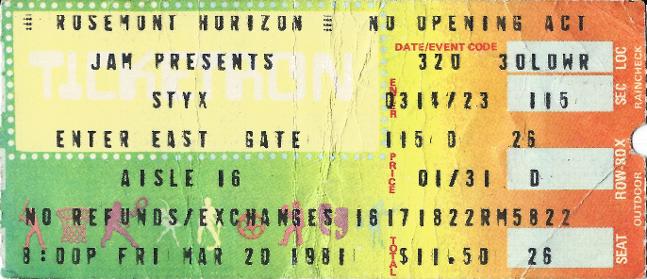 ROSEMONT HORIZON NO OPENING ACT
TICKETRON
DATE/EVENT CODE
JAM PRESENTS 320 30LOWR LOC
RAINCHECK
STYX ENTER 0314/23 115 SEC
ENTER EAST GATE 115 D 26
AISLE 16 PRICE 01/31 D ROW-BOX
OUTDOOR
NO REFUNDS/EXCHANGES 16171822RM5822
8:00P FRI MAR 20 1981 TOTAL $11.50 26 SEAT